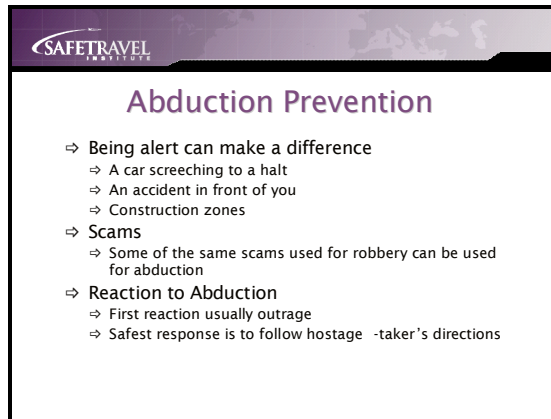 SAFETRAVEL
INSTITUTE
Abduction Prevention
⇨ Being alert can make a difference
⇨ A car screeching to a halt
⇨ An accident in front of you
⇨ Construction zones
⇨ Scams
⇨ Some of the same scams used for robbery can be used
for abduction
⇨ Reaction to Abduction
⇨ First reaction usually outrage
⇨ Safest response is to follow hostage -taker's directions